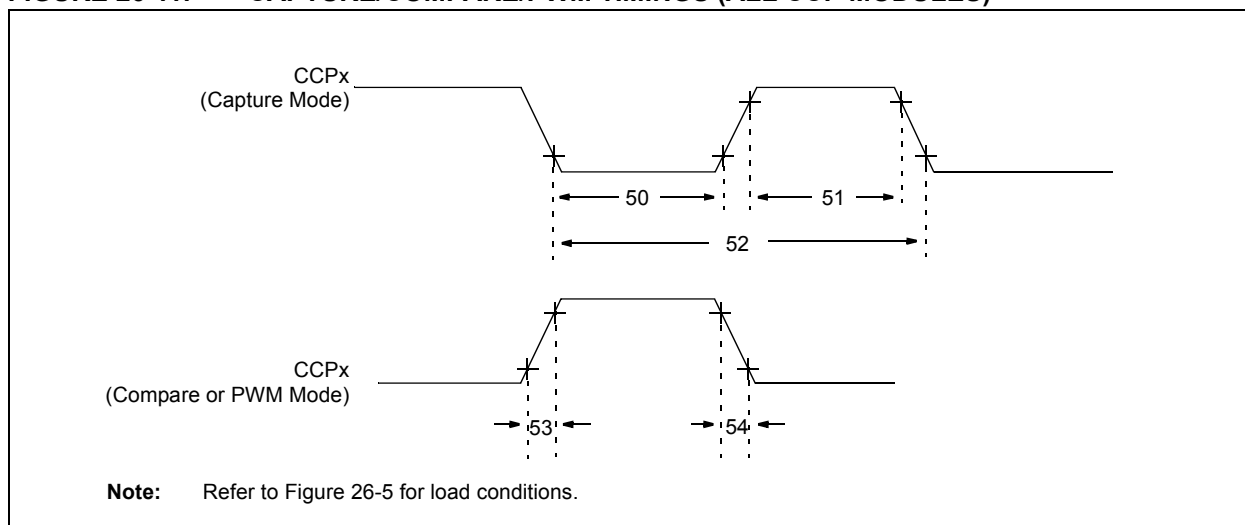 CCPx
(Capture Mode)
50
51
52
CCPx
(Compare or PWM Mode)
53
54
Note: Refer to Figure 26-5 for load conditions.